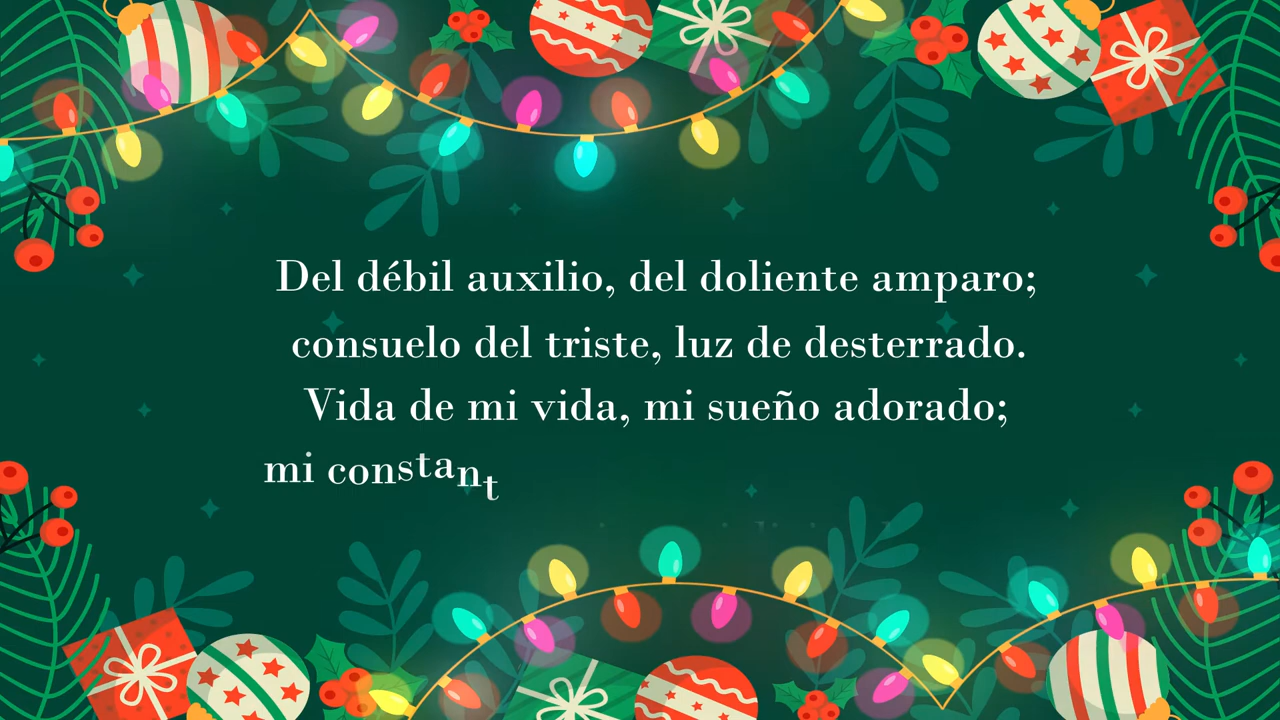 Del débil auxilio, del doliente amparo;
consuelo del triste, luz de desterrado.
Vida de mi vida, mi sueño adorado;
mi constant